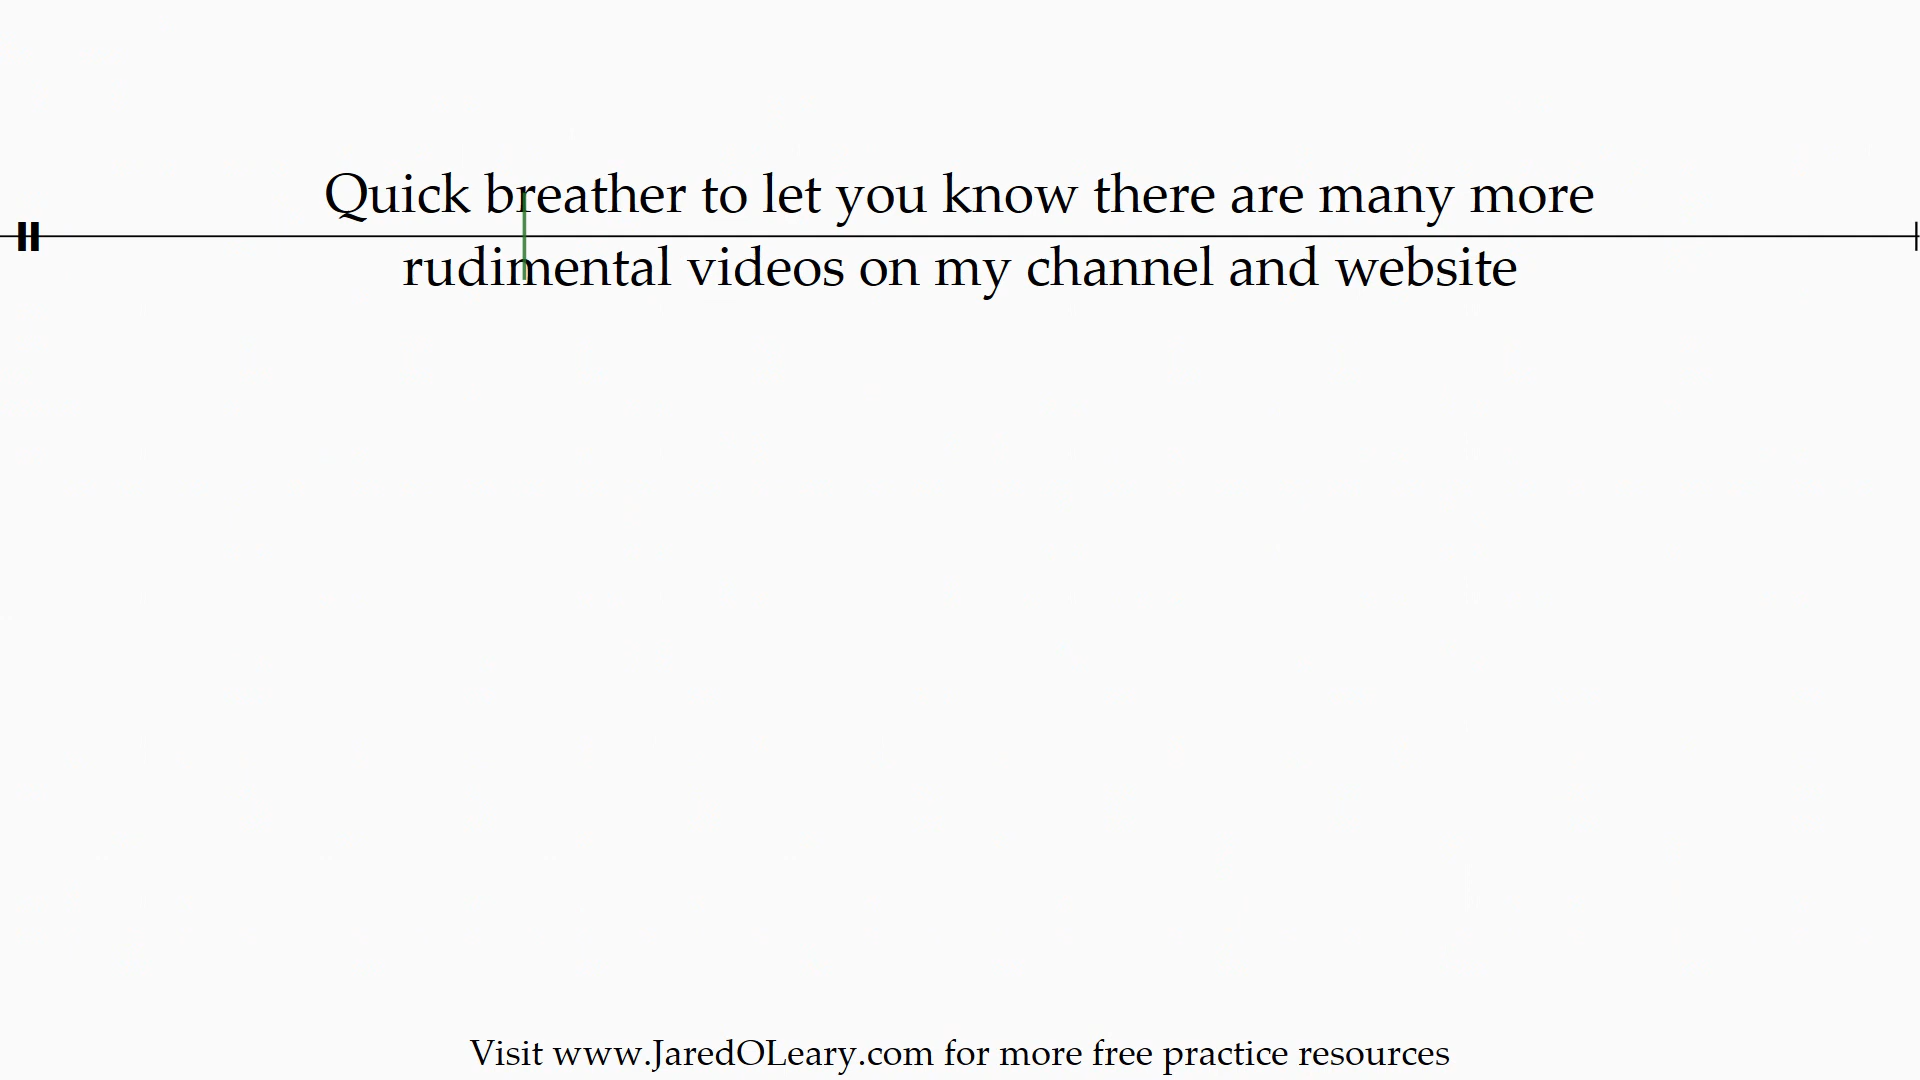 Quick breather to let you know there are many more
rudimental videos on my channel and website
Visit www.JaredOLeary.com for more free practice resources